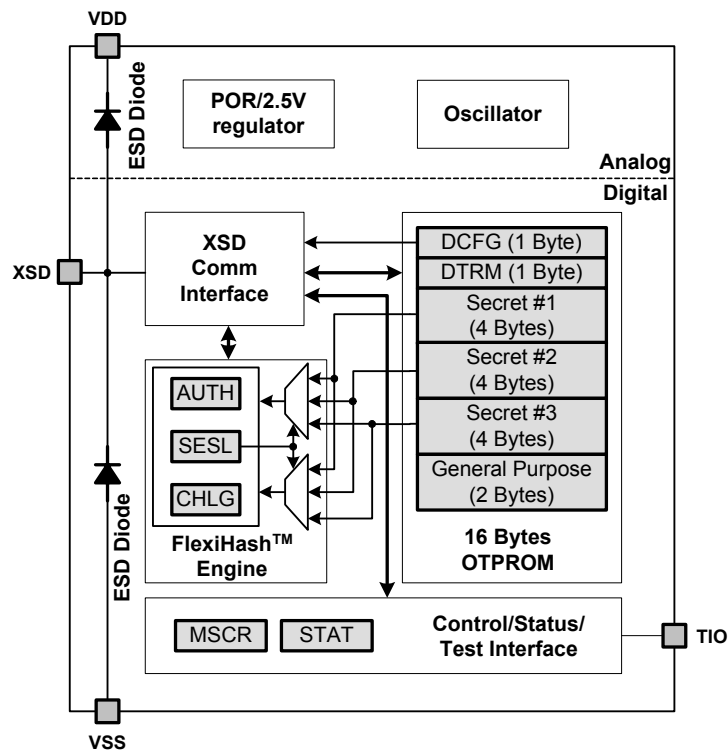 VDD
ESD Diode
POR/2.5V
regulator
Oscillator
Analog
Digital
XSD
XSD
Comm
Interface
DCFG (1 Byte)
DTRM (1 Byte)
Secret #1
(4 Bytes)
Secret #2
(4 Bytes)
Secret #3
(4 Bytes)
General Purpose
(2 Bytes)
16 Bytes
OTPROM
AUTH
SESL
CHLG
FlexiHash™
Engine
ESD Diode
MSCR
STAT
Control/Status/
Test Interface
TIO
VSS